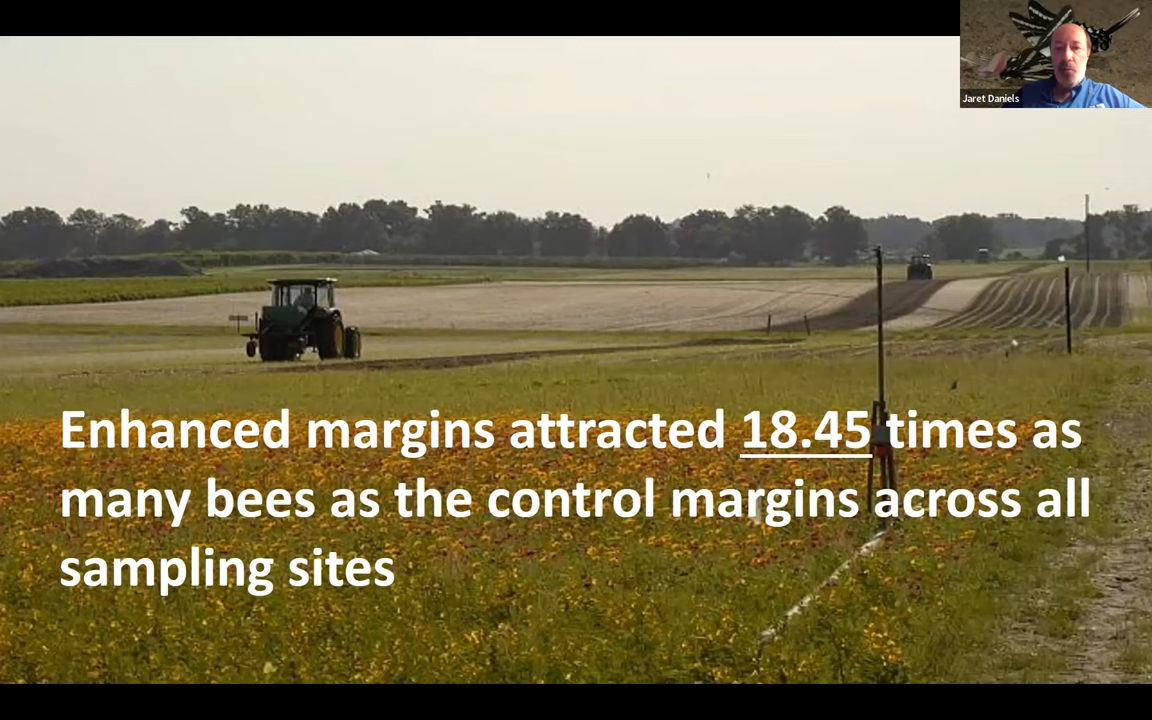 Jaret Daniels
Enhanced margins attracted 18.45 times as
many bees as the control margins across all
sampling sites